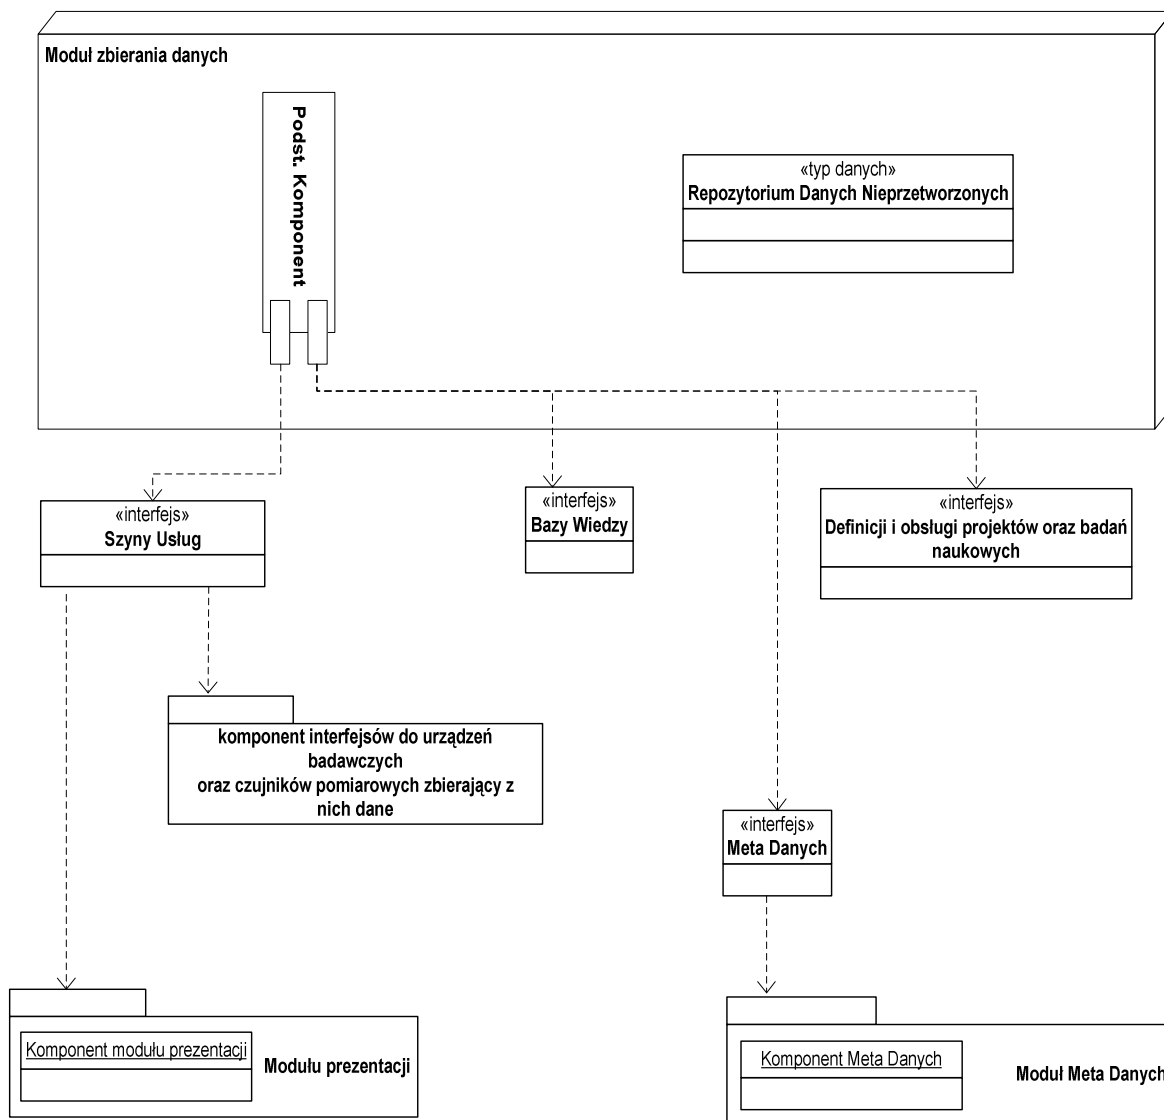 Moduł zbierania danych
Podst. Komponent
«typ danych»
Repozytorium Danych Nieprzetworzonych
«interfejs»
Szyny Usług
«interfejs»
Bazy Wiedzy
«interfejs»
Definicji i obsługi projektów oraz badań
naukowych
komponent interfejsów do urządzeń
badawczych
oraz czujników pomiarowych zbierający z
nich dane
«interfejs»
Meta Danych
Komponent modułu prezentacji
Modułu prezentacji
Komponent Meta Danych
Moduł Meta Danych